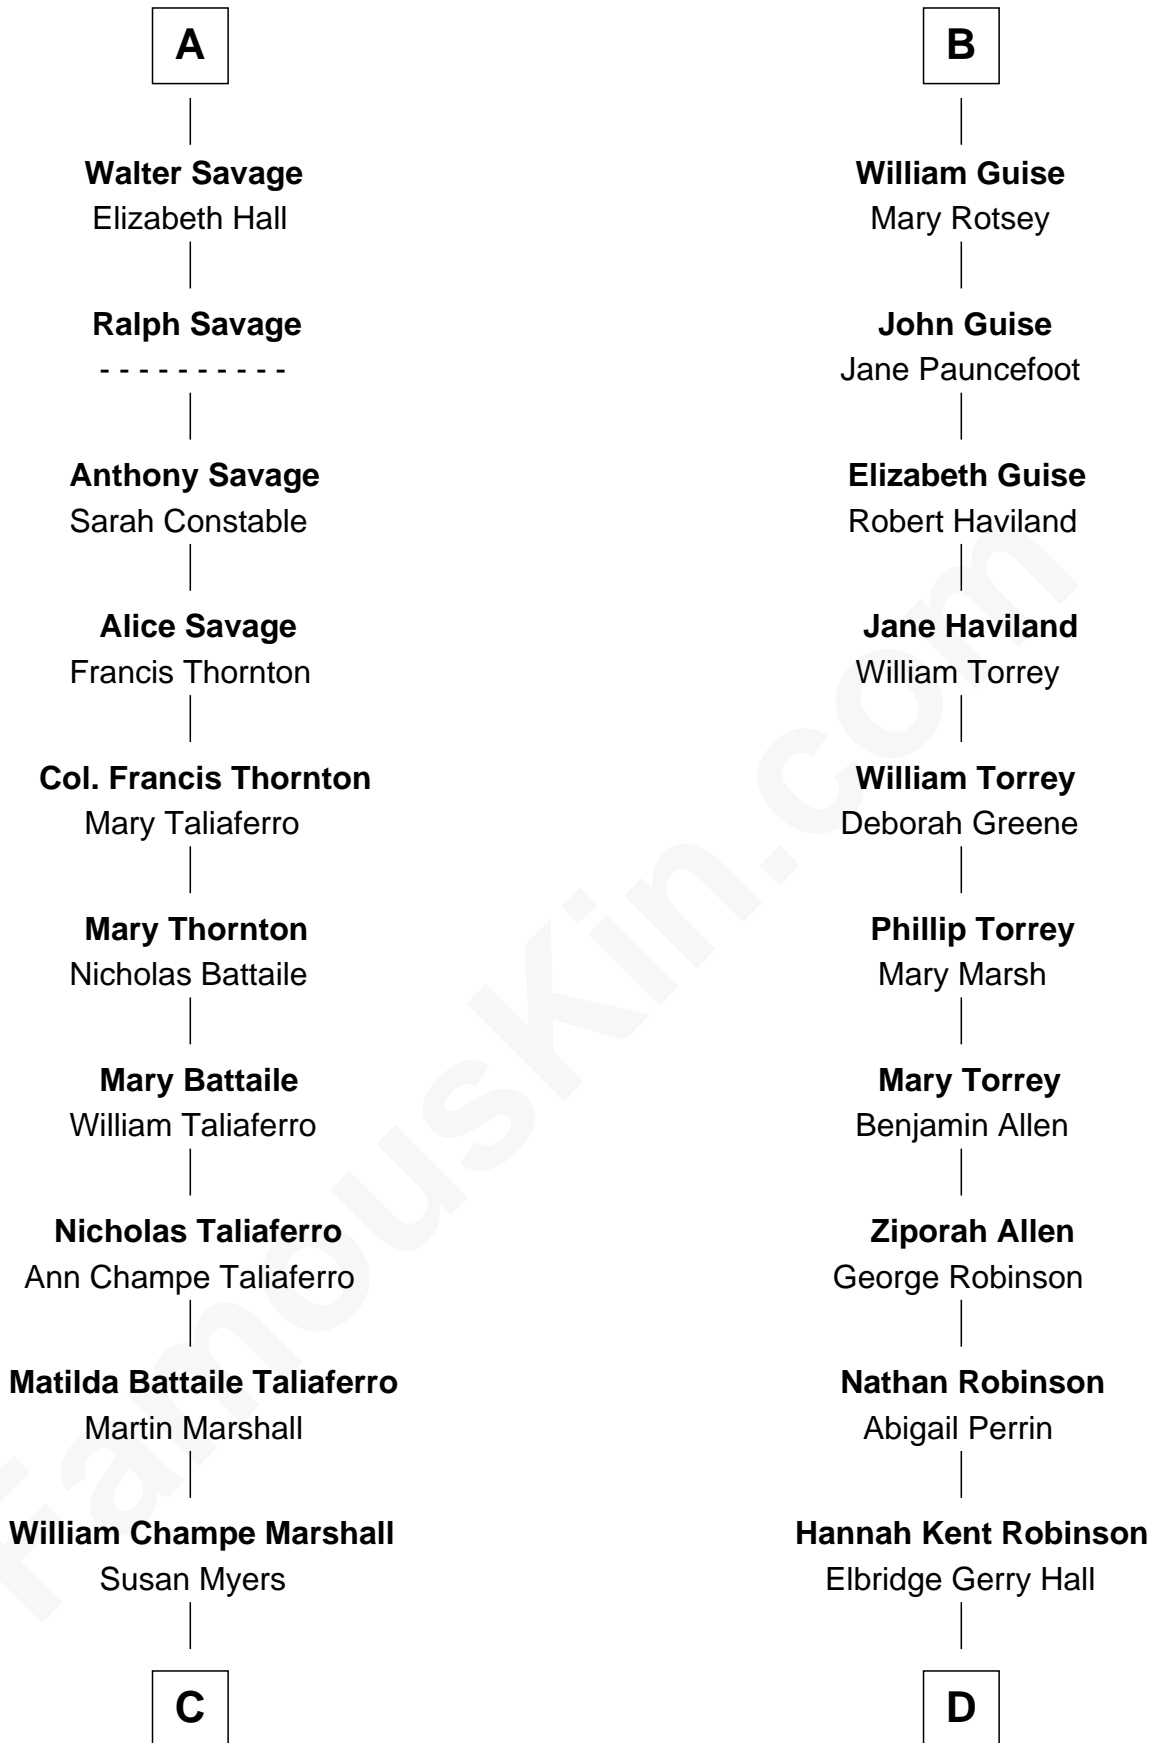 A
Walter Savage
Elizabeth Hall
Ralph Savage
- - - - - - - - - -
Anthony Savage
Sarah Constable
Alice Savage
Francis Thornton
Col. Francis Thornton
Mary Taliaferro
Mary Thornton
Nicholas Battaile
Mary Battaile
William Taliaferro
Nicholas Taliaferro
Ann Champe Taliaferro
Matilda Battaile Taliaferro
Martin Marshall
William Champe Marshall
Susan Myers
C
B
William Guise
Mary Rotsey
John Guise
Jane Pauncefoot
Elizabeth Guise
Robert Haviland
Jane Haviland
William Torrey
William Torrey
Deborah Greene
Phillip Torrey
Mary Marsh
Mary Torrey
Benjamin Allen
Ziporah Allen
George Robinson
Nathan Robinson
Abigail Perrin
Hannah Kent Robinson
Elbridge Gerry Hall
D
FamousKin.com